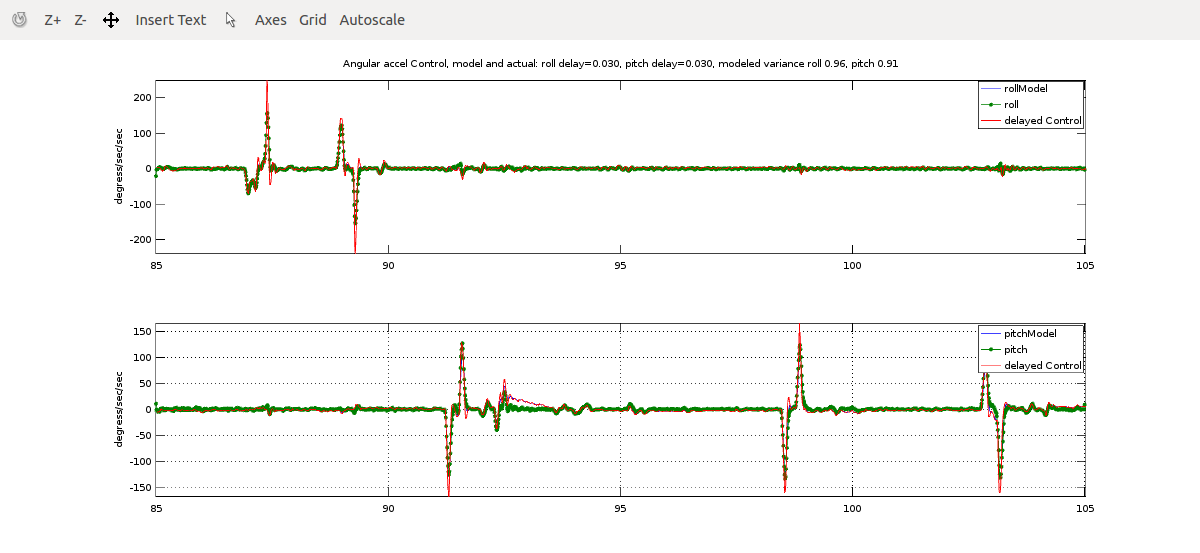 Z+ Z- Insert Text Axes Grid Autoscale
Angular accel Control, model and actual: roll delay=0.030, pitch delay=0.030, modeled variance roll 0.96, pitch 0.91
degress/sec/sec
200
100
0
-100
-200
rollModel
roll
delayed Control
85 90 95 100 105
degress/sec/sec
150
100
50
0
-50
-100
-150
pitchModel
pitch
delayed Control
85 90 95 100 105